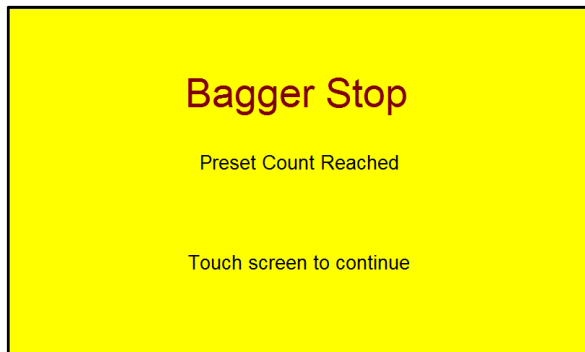 Bagger Stop
Preset Count Reached
Touch screen to continue